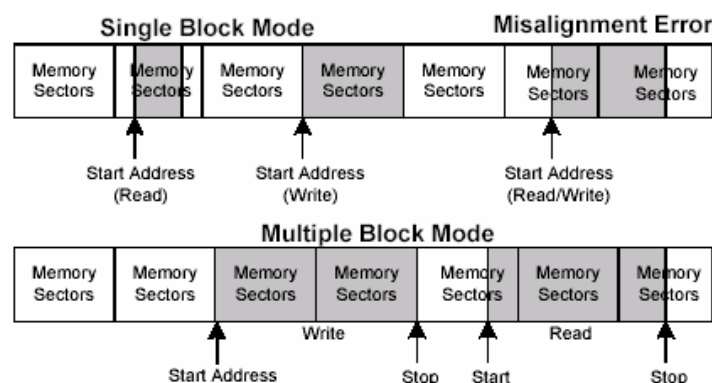 Single Block Mode Misalignment Error
Memory Memory Memory Memory Memory Memory Memory
Sectors Sectors Sectors Sectors Sectors Sectors Sectors
Start Address Start Address Start Address
(Read) (Write) (Read/Write)
Multiple Block Mode
Memory Memory Memory Memory Memory Memory Memory
Sectors Sectors Sectors Sectors Sectors Sectors Sectors
Write Read
Start Address Stop Start Stop